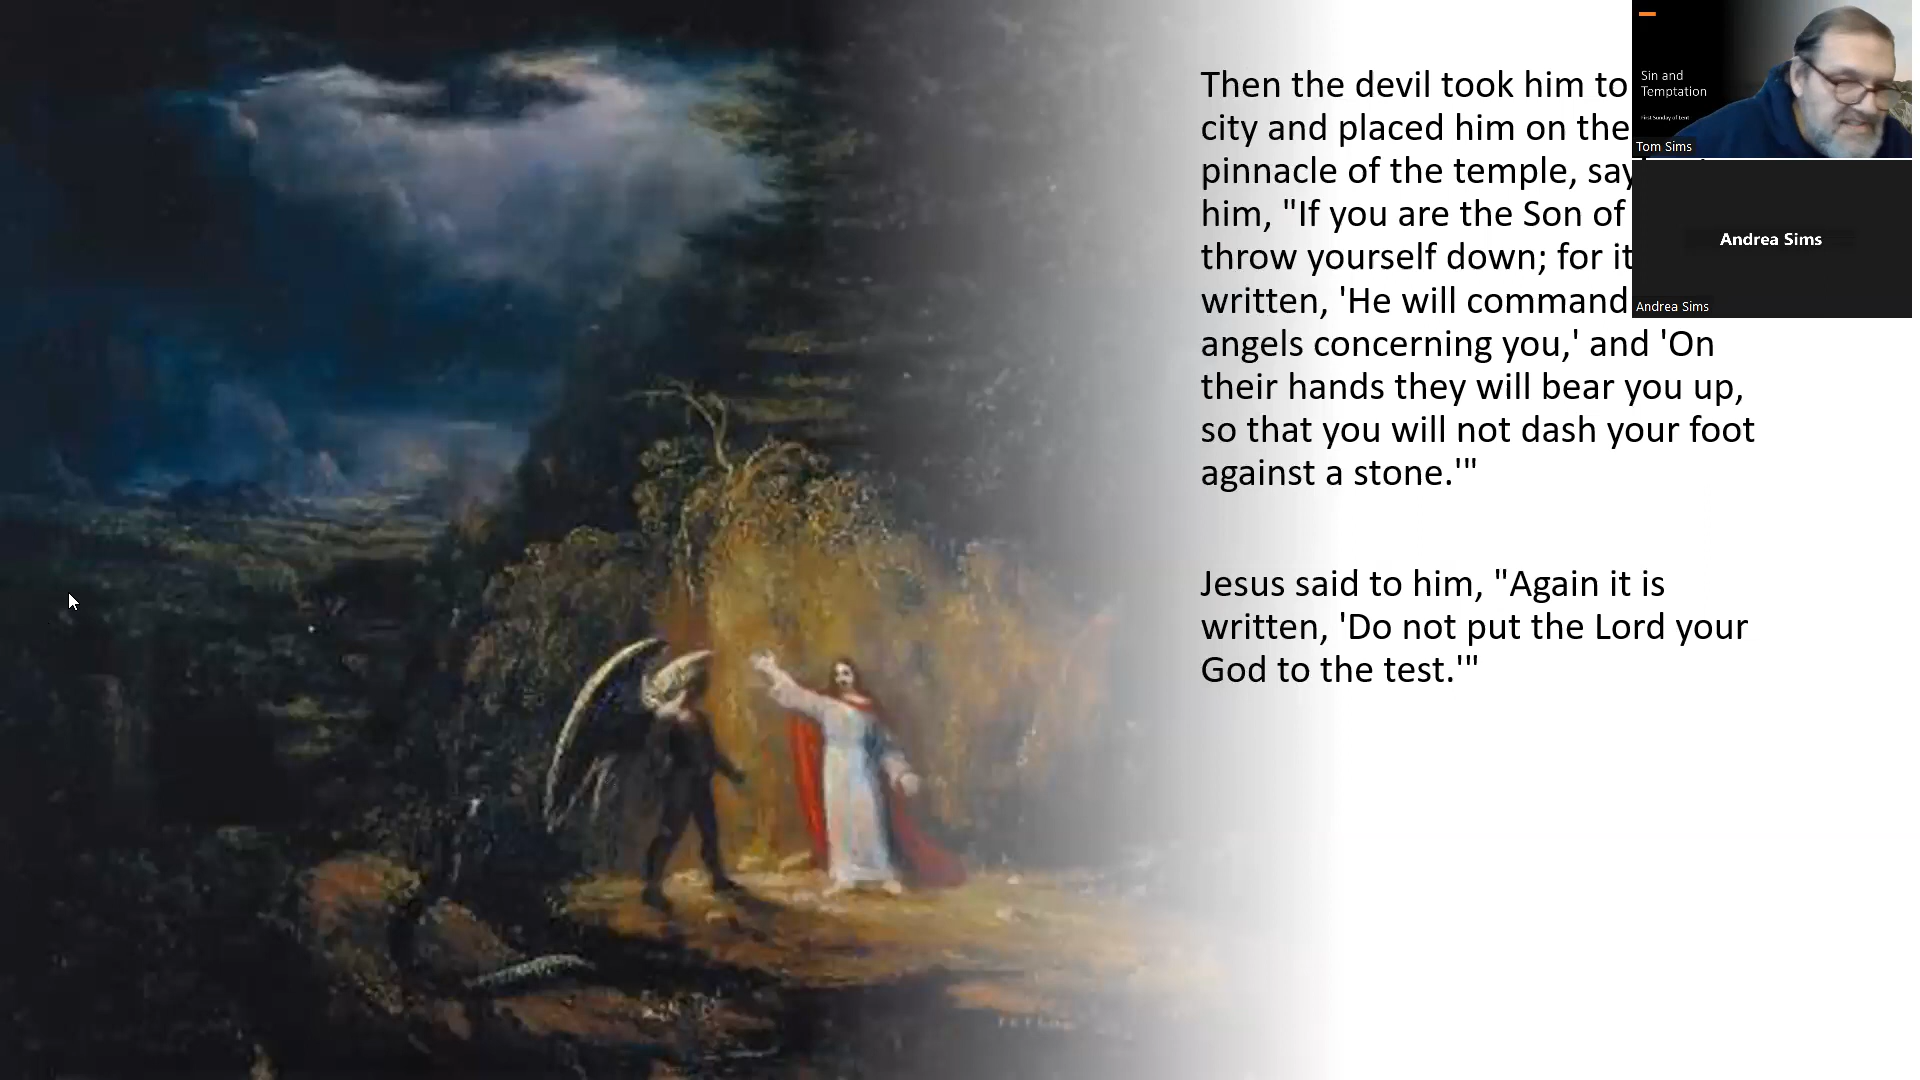 Then the devil took him to
city and placed him on the
pinnacle of the temple, say
him, "If you are the Son of
throw yourself down; for it
written, 'He will command
angels concerning you,' and 'On
their hands they will bear you up,
so that you will not dash your foot
against a stone.'"
Jesus said to him, "Again it is
written, 'Do not put the Lord your
God to the test.'"
Sin and
Temptation
First Sunday of Lent
Tom Sims
Andrea Sims
Andrea Sims